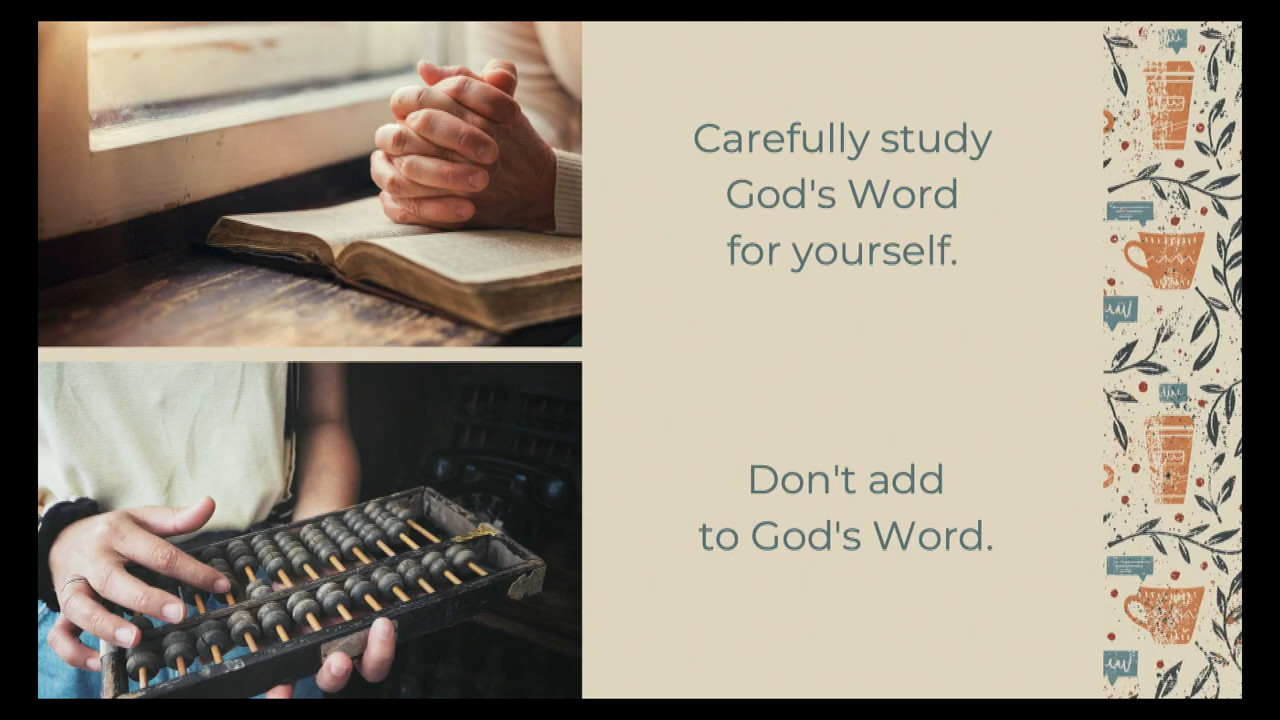 Carefully study
God's Word
for yourself.
Don't add
to God's Word.